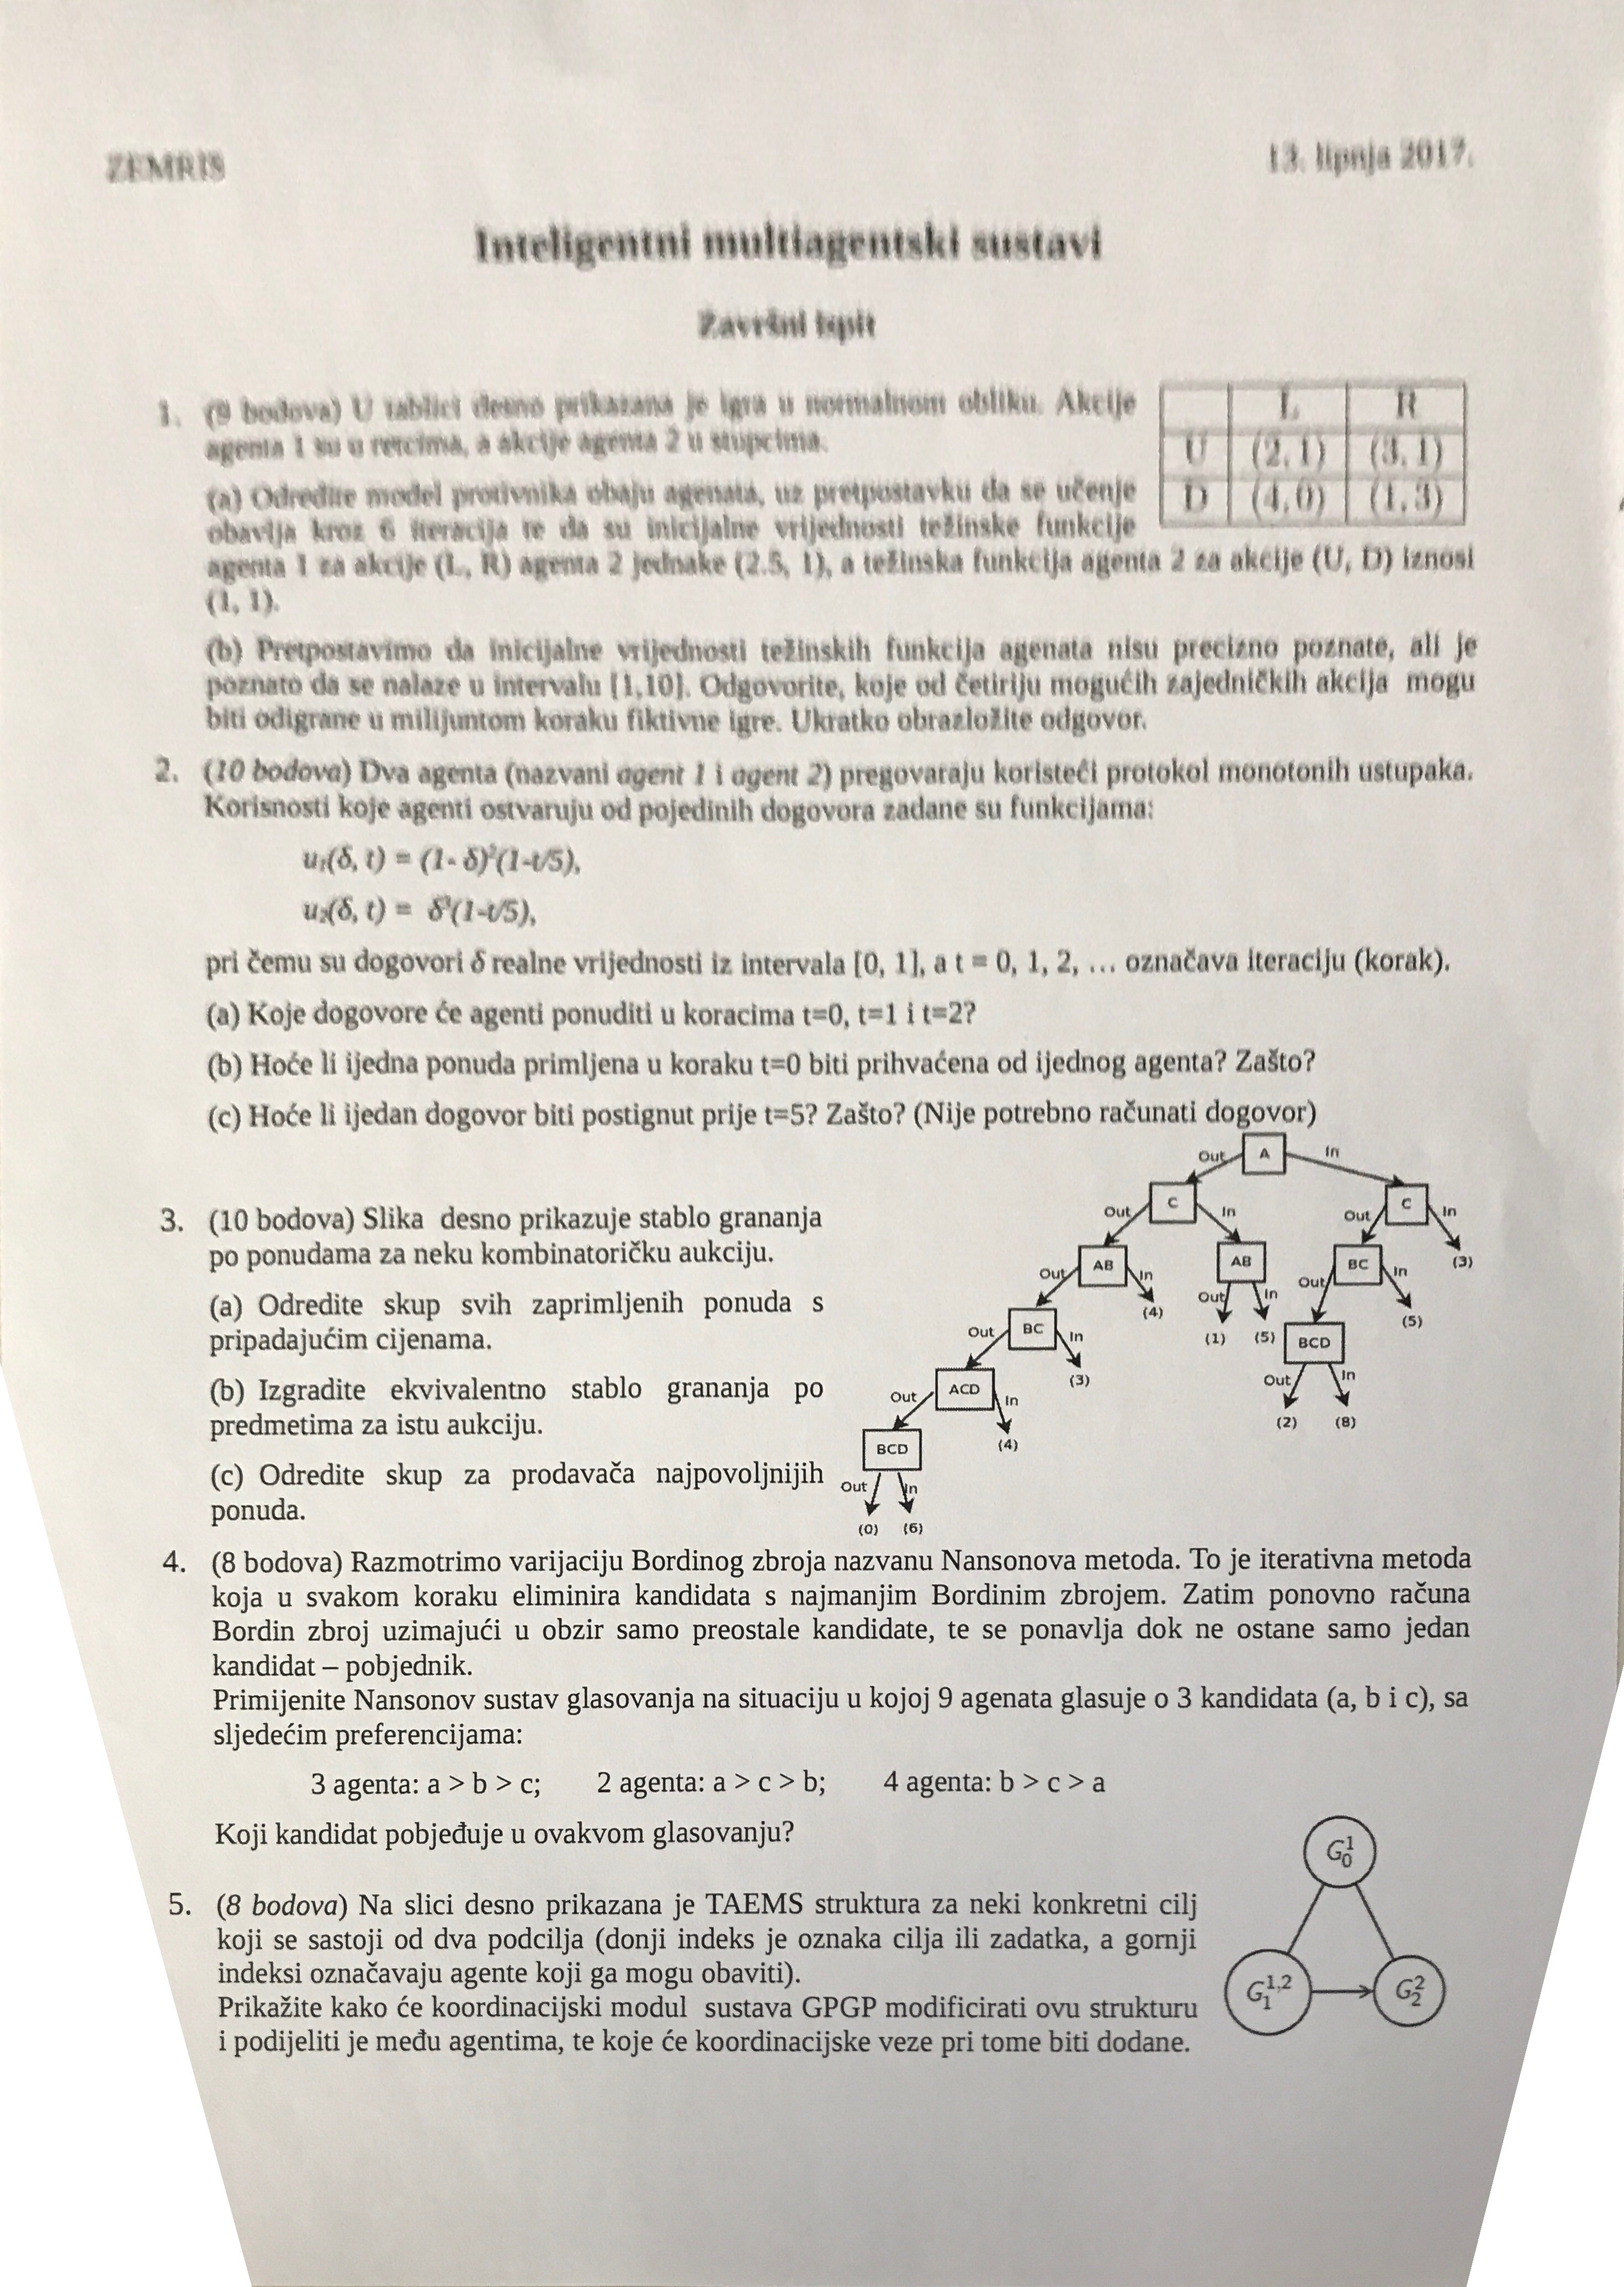 ZEMRIS
13. lipnja 2017.
Inteligentni multiagentski sustavi
Završni ispit
1. (9 bodova) U tablici desno prikazana je igra u normalnom obliku. Akcije
agenta 1 su u retcima, a akcije agenta 2 u stupcima.
L R
U (2, 1) (3, 1)
D (4, 0) (1, 3)
(a) Odredite model protivnika obaju agenata, uz pretpostavku da se učenje
obavlja kroz 6 iteracija te da su inicijalne vrijednosti težinske funkcije
agenta 1 za akcije (L, R) agenta 2 jednake (2.5, 1), a težinska funkcija agenta 2 za akcije (U, D) iznosi
(1, 1).
(b) Pretpostavimo da inicijalne vrijednosti težinskih funkcija agenata nisu precizno poznate, ali je
poznato da se nalaze u intervalu [1,10]. Odgovorite, koje od četiriju mogućih zajedničkih akcija mogu
biti odigrane u milijuntom koraku fiktivne igre. Ukratko obrazložite odgovor.
2. (10 bodova) Dva agenta (nazvani agent 1 i agent 2) pregovaraju koristeći protokol monotonih ustupaka.
Korisnosti koje agenti ostvaruju od pojedinih dogovora zadane su funkcijama:
u₁(δ, t) = (1- δ)²(1-t/5),
u₂(δ, t) = (1-t/5),
pri čemu su dogovori δ realne vrijednosti iz intervala [0, 1], a t = 0, 1, 2, … označava iteraciju (korak).
(a) Koje dogovore će agenti ponuditi u koracima t=0, t=1 i t=2?
(b) Hoće li ijedna ponuda primljena u koraku t=0 biti prihvaćena od ijednog agenta? Zašto?
(c) Hoće li ijedan dogovor biti postignut prije t=5? Zašto? (Nije potrebno računati dogovor)
3. (10 bodova) Slika desno prikazuje stablo grananja
po ponudama za neku kombinatoričku aukciju.
(a) Odredite skup svih zaprimljenih ponuda s
pripadajućim cijenama.
(b) Izgradite ekvivalentno stablo grananja po
predmetima za istu aukciju.
(c) Odredite skup za prodavača najpovoljnijih
ponuda.
Out A In
Out C In Out C In
Out AB In Out AB In Out BC In (3)
(4) (1) (5) (5)
Out BC In Out BCD In
(3) (2) (8)
Out ACD In
(4)
Out BCD In
(0) (6)
4. (8 bodova) Razmotrimo varijaciju Bordinog zbroja nazvanu Nansonova metoda. To je iterativna metoda
koja u svakom koraku eliminira kandidata s najmanjim Bordinim zbrojem. Zatim ponovno računa
Bordin zbroj uzimajući u obzir samo preostale kandidate, te se ponavlja dok ne ostane samo jedan
kandidat – pobjednik.
Primijenite Nansonov sustav glasovanja na situaciju u kojoj 9 agenata glasuje o 3 kandidata (a, b i c), sa
sljedećim preferencijama:
3 agenta: a > b > c; 2 agenta: a > c > b; 4 agenta: b > c > a
Koji kandidat pobjeđuje u ovakvom glasovanju?
5. (8 bodova) Na slici desno prikazana je TAEMS struktura za neki konkretni cilj
koji se sastoji od dva podcilja (donji indeks je oznaka cilja ili zadatka, a gornji
indeksi označavaju agente koji ga mogu obaviti).
Prikažite kako će koordinacijski modul sustava GPGP modificirati ovu strukturu
i podijeliti je među agentima, te koje će koordinacijske veze pri tome biti dodane.
G₀¹
G₁¹,² G₂²